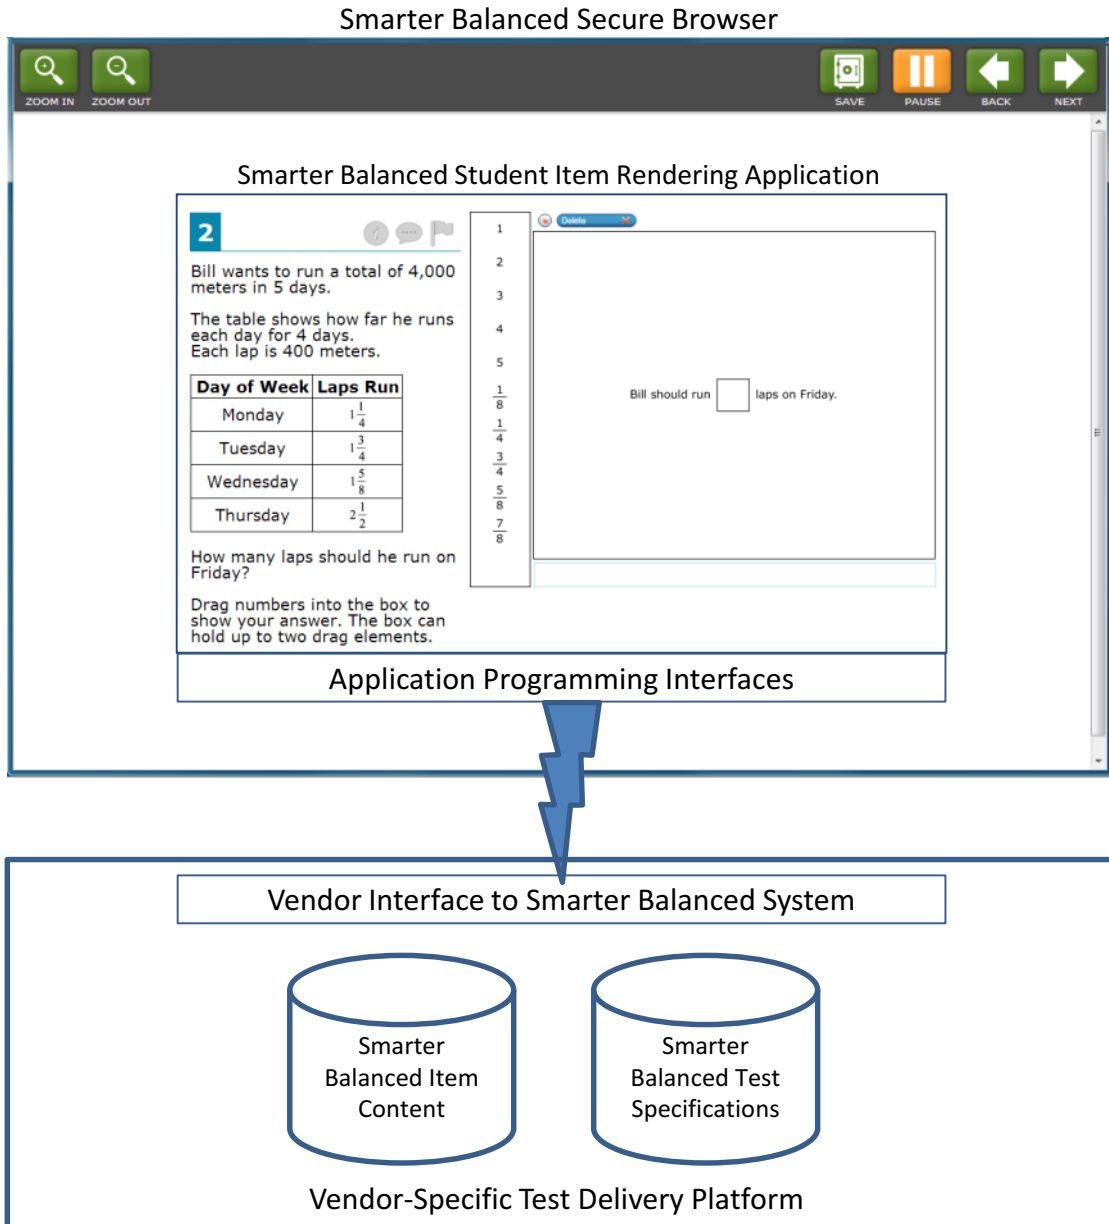 Smarter Balanced Secure Browser
ZOOM IN ZOOM OUT SAVE PAUSE BACK NEXT
Smarter Balanced Student Item Rendering Application
2
Bill wants to run a total of 4,000
meters in 5 days.
The table shows how far he runs
each day for 4 days.
Each lap is 400 meters.
Day of Week Laps Run
Monday 1 1/4
Tuesday 1 3/4
Wednesday 1 5/8
Thursday 2 1/2
How many laps should he run on
Friday?
Drag numbers into the box to
show your answer. The box can
hold up to two drag elements.
1
2
3
4
5
1/8
1/4
3/4
5/8
7/8
Delete
Bill should run laps on Friday.
Application Programming Interfaces
Vendor Interface to Smarter Balanced System
Smarter
Balanced Item
Content
Smarter
Balanced Test
Specifications
Vendor-Specific Test Delivery Platform